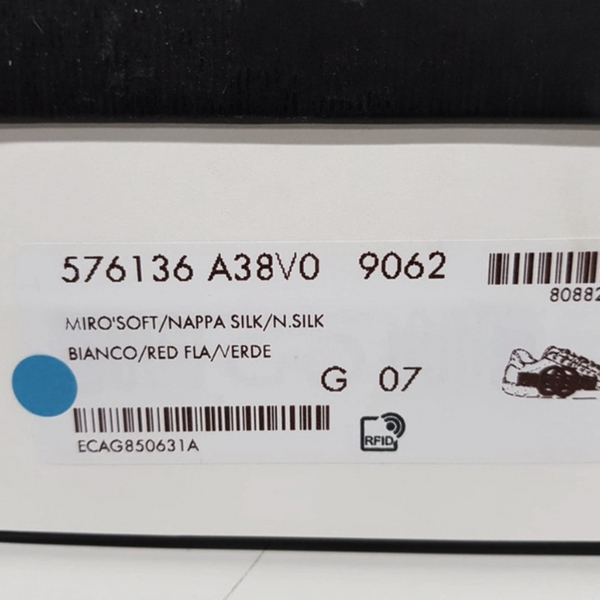 576136 A38V0 9062
80882
MIRO'SOFT/NAPPA SILK/N.SILK
BIANCO/RED FLA/VERDE
G 07
ECAG850631A
RFID